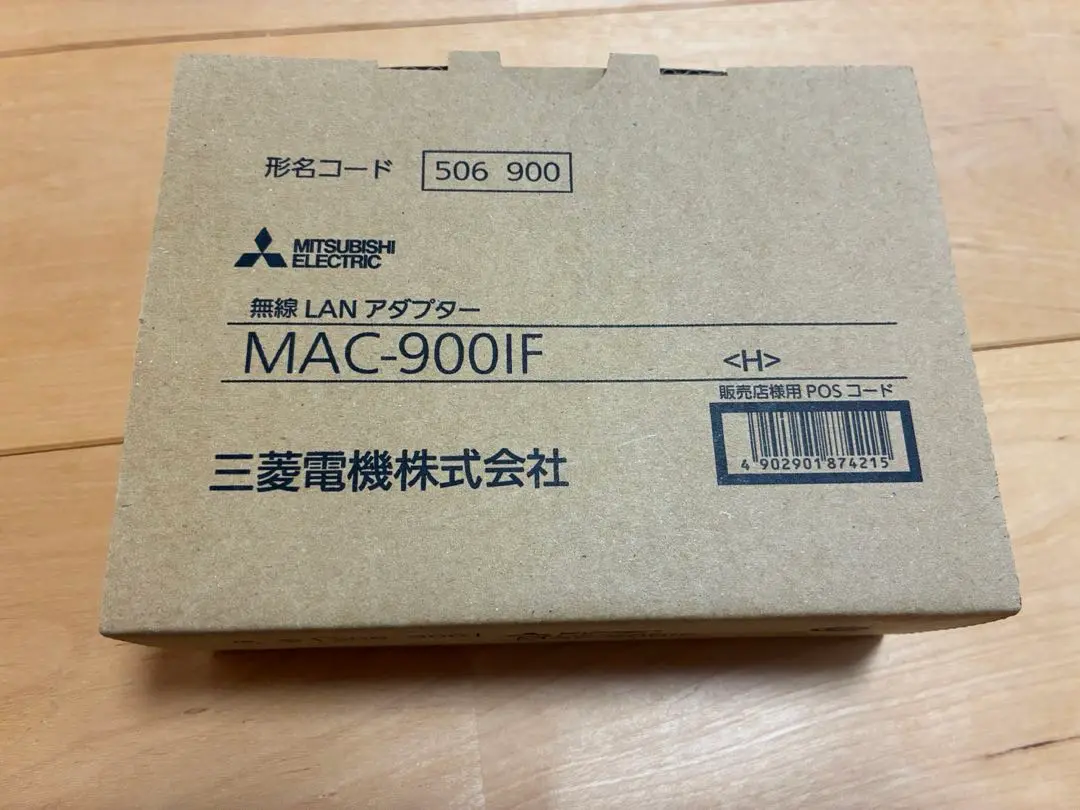 形名コード 506 900
MITSUBISHI
ELECTRIC
無線 LAN アダプター
MAC-900IF <H>
販売店様用 POS コード
4 902901 874215
三菱電機株式会社